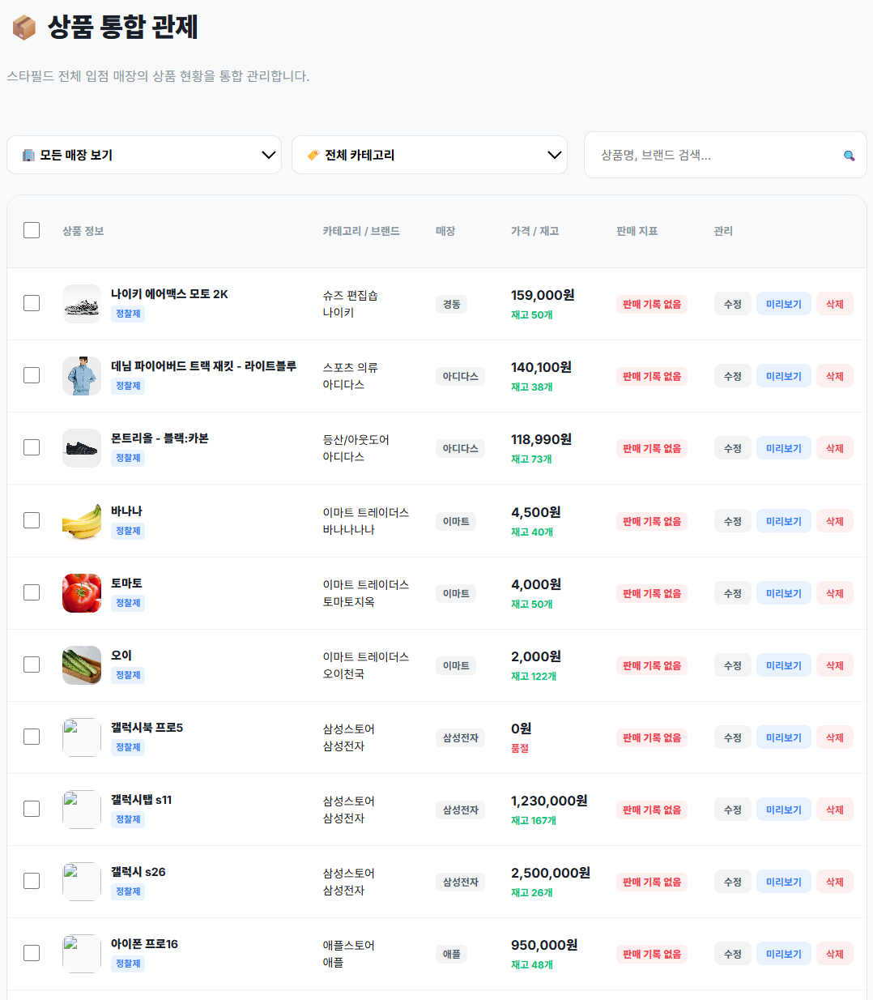 상품 통합 관제
스타필드 전체 입점 매장의 상품 현황을 통합 관리합니다.
모든 매장 보기
전체 카테고리
상품명, 브랜드 검색...
상품 정보 카테고리 / 브랜드 매장 가격 / 재고 판매 지표 관리
나이키 에어맥스 모토 2K
정찰제
슈즈 편집숍
나이키
경동
159,000원
재고 50개
판매 기록 없음
수정 미리보기 삭제
데님 파이어버드 트랙 재킷 - 라이트블루
정찰제
스포츠 의류
아디다스
아디다스
140,100원
재고 38개
판매 기록 없음
수정 미리보기 삭제
몬트리올 - 블랙:카본
정찰제
등산/아웃도어
아디다스
아디다스
118,990원
재고 73개
판매 기록 없음
수정 미리보기 삭제
바나나
정찰제
이마트 트레이더스
바나나나나
이마트
4,500원
재고 40개
판매 기록 없음
수정 미리보기 삭제
토마토
정찰제
이마트 트레이더스
토마토지옥
이마트
4,000원
재고 50개
판매 기록 없음
수정 미리보기 삭제
오이
정찰제
이마트 트레이더스
오이천국
이마트
2,000원
재고 122개
판매 기록 없음
수정 미리보기 삭제
갤럭시북 프로5
정찰제
삼성스토어
삼성전자
삼성전자
0원
품절
판매 기록 없음
수정 미리보기 삭제
갤럭시탭 s11
정찰제
삼성스토어
삼성전자
삼성전자
1,230,000원
재고 167개
판매 기록 없음
수정 미리보기 삭제
갤럭시 s26
정찰제
삼성스토어
삼성전자
삼성전자
2,500,000원
재고 26개
판매 기록 없음
수정 미리보기 삭제
아이폰 프로16
정찰제
애플스토어
애플
애플
950,000원
재고 48개
판매 기록 없음
수정 미리보기 삭제